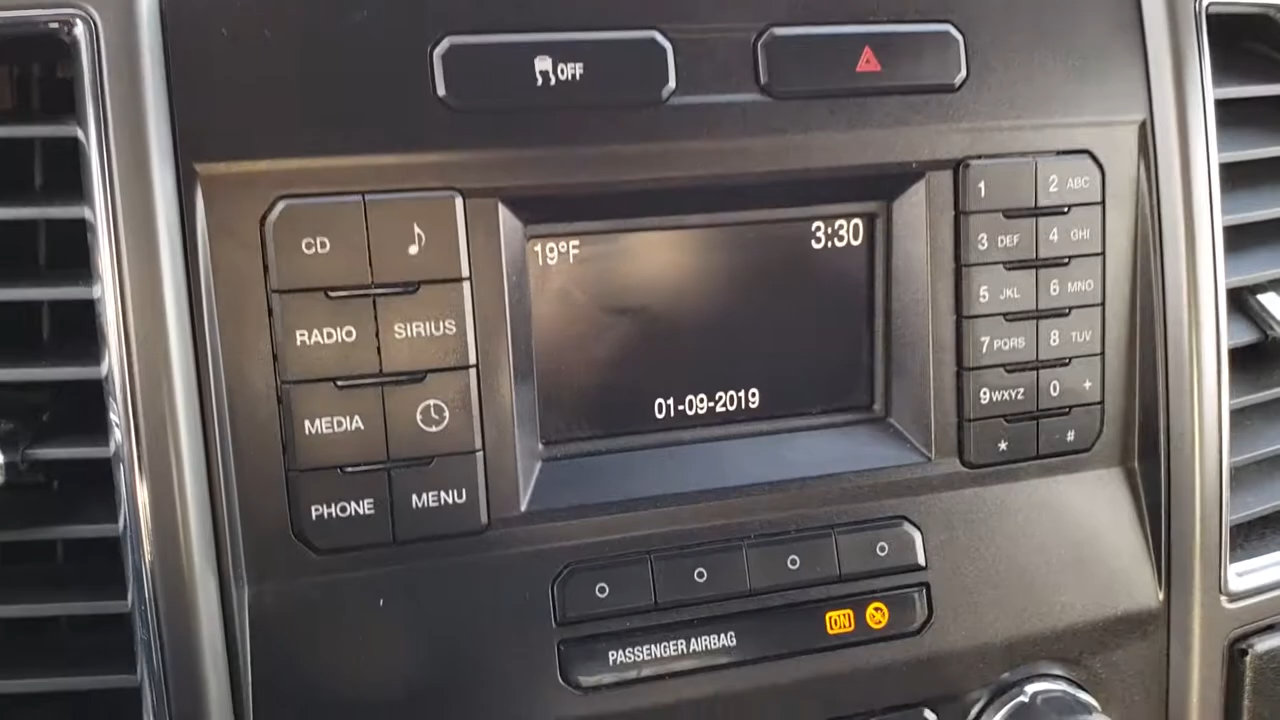 OFF
CD
RADIO
SIRIUS
MEDIA
PHONE
MENU
19°F
3:30
01-09-2019
1
2 ABC
3 DEF
4 GHI
5 JKL
6 MNO
7 PQRS
8 TUV
9 WXYZ
0 +
*
#
PASSENGER AIRBAG
ON